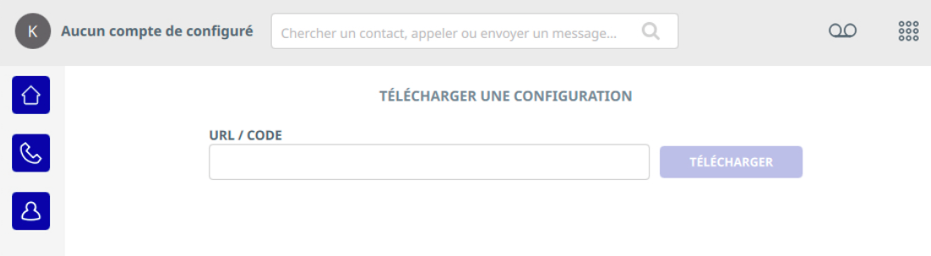 K
Aucun compte de configuré
Chercher un contact, appeler ou envoyer un message...
TÉLÉCHARGER UNE CONFIGURATION
URL / CODE
TÉLÉCHARGER